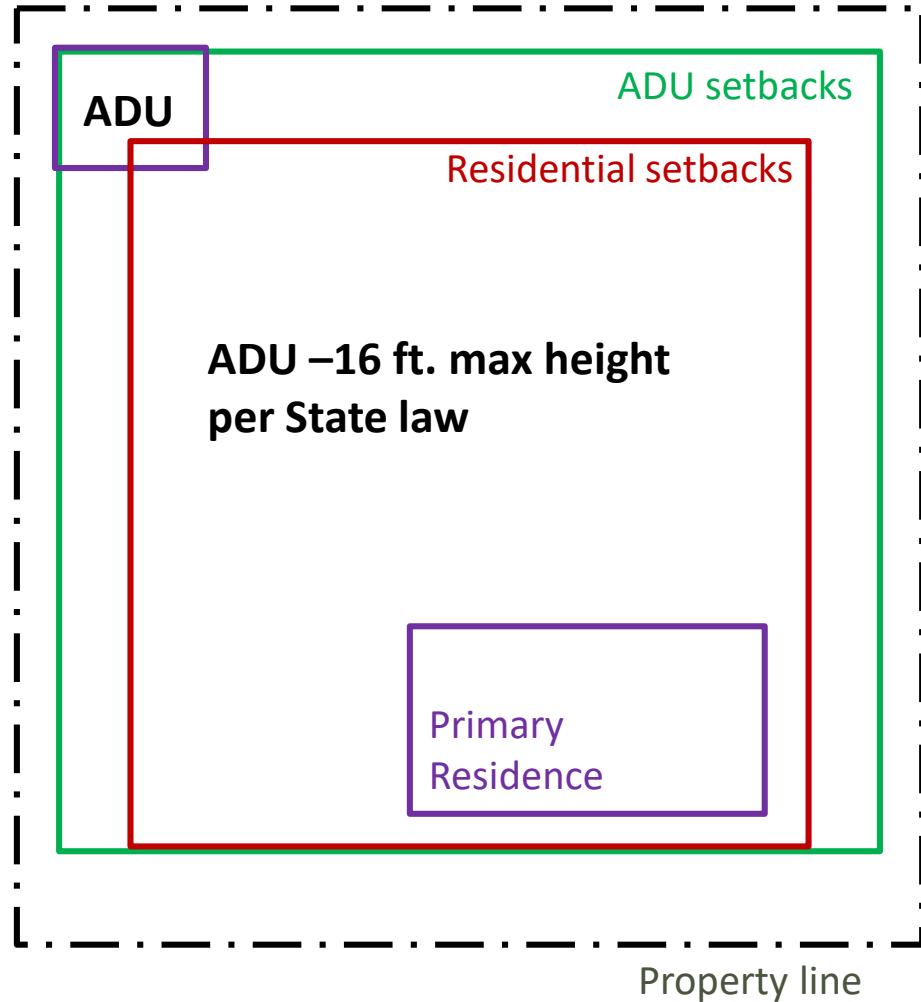 ADU setbacks
ADU
Residential setbacks
ADU –16 ft. max height
per State law
Primary
Residence
Property line